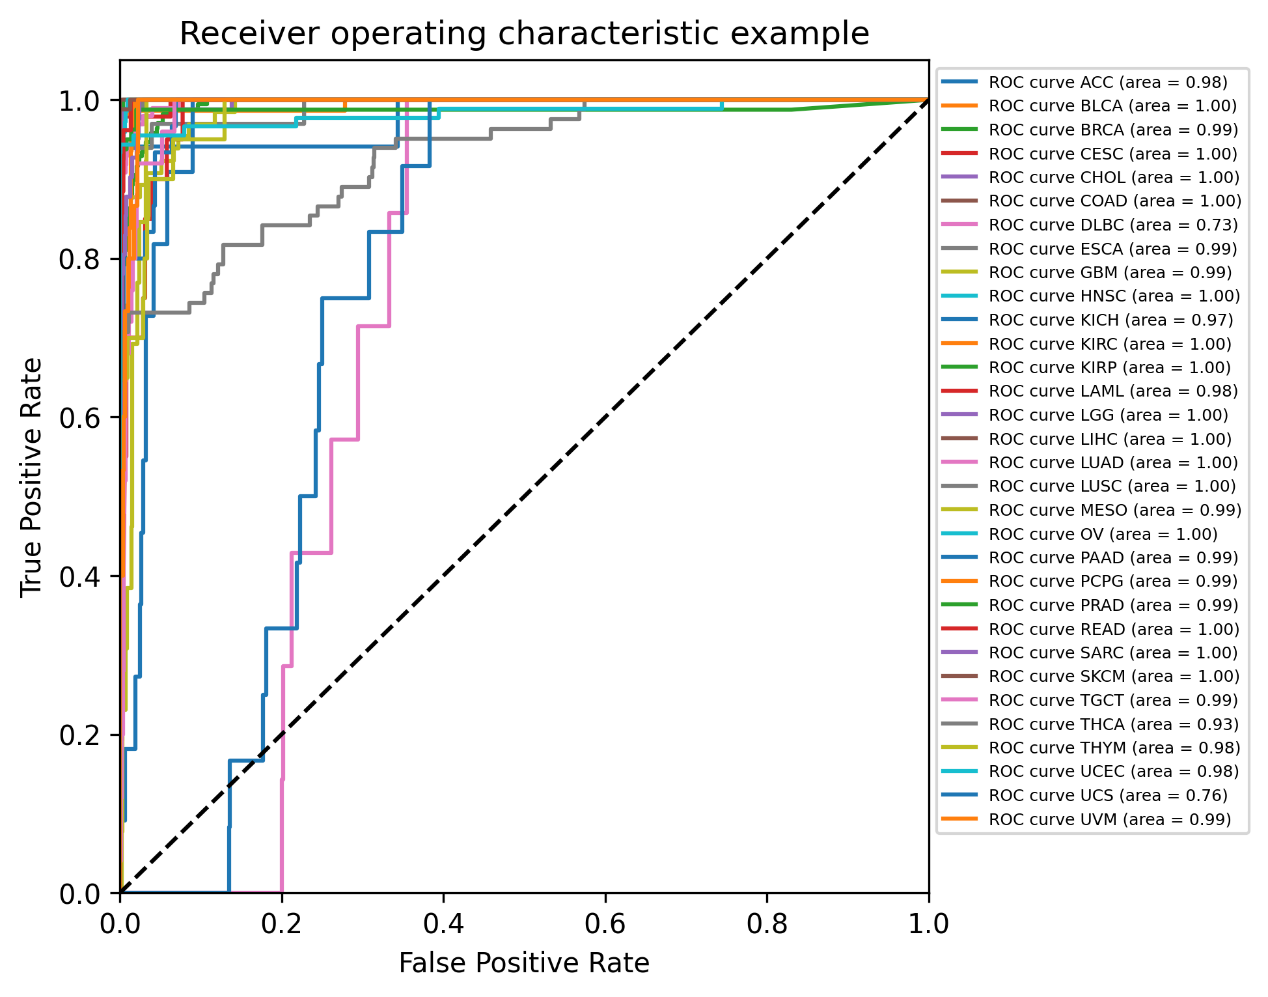 Receiver operating characteristic example
1.0
0.8
0.6
0.4
0.2
0.0
True Positive Rate
0.0 0.2 0.4 0.6 0.8 1.0
False Positive Rate
ROC curve ACC (area = 0.98)
ROC curve BLCA (area = 1.00)
ROC curve BRCA (area = 0.99)
ROC curve CESC (area = 1.00)
ROC curve CHOL (area = 1.00)
ROC curve COAD (area = 1.00)
ROC curve DLBC (area = 0.73)
ROC curve ESCA (area = 0.99)
ROC curve GBM (area = 0.99)
ROC curve HNSC (area = 1.00)
ROC curve KICH (area = 0.97)
ROC curve KIRC (area = 1.00)
ROC curve KIRP (area = 1.00)
ROC curve LAML (area = 0.98)
ROC curve LGG (area = 1.00)
ROC curve LIHC (area = 1.00)
ROC curve LUAD (area = 1.00)
ROC curve LUSC (area = 1.00)
ROC curve MESO (area = 0.99)
ROC curve OV (area = 1.00)
ROC curve PAAD (area = 0.99)
ROC curve PCPG (area = 0.99)
ROC curve PRAD (area = 0.99)
ROC curve READ (area = 1.00)
ROC curve SARC (area = 1.00)
ROC curve SKCM (area = 1.00)
ROC curve TGCT (area = 0.99)
ROC curve THCA (area = 0.93)
ROC curve THYM (area = 0.98)
ROC curve UCEC (area = 0.98)
ROC curve UCS (area = 0.76)
ROC curve UVM (area = 0.99)